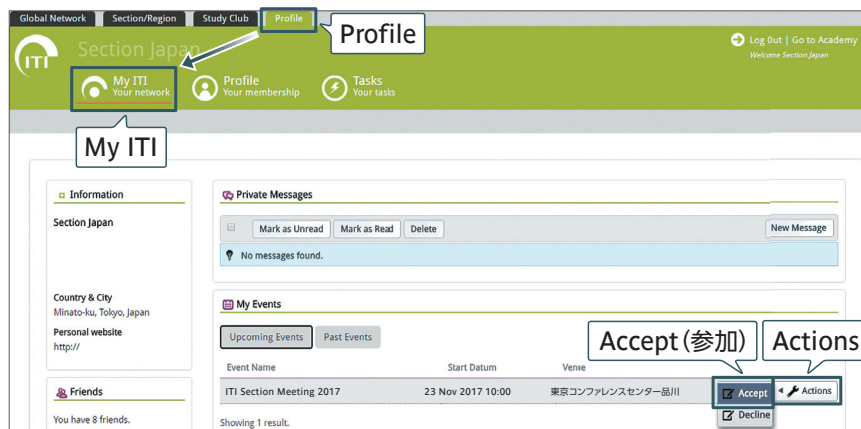 Global Network Section/Region Study Club Profile
Profile
ITI
Section Japan
Log Out | Go to Academy
Welcome Section Japan
My ITI
Your network
Profile
Your membership
Tasks
Your tasks
My ITI
Information
Section Japan
Country & City
Minato-ku, Tokyo, Japan
Personal website
http://
Friends
You have 8 friends.
Private Messages
Mark as Unread Mark as Read Delete New Message
No messages found.
My Events
Upcoming Events Past Events
Accept(参加) Actions
Event Name Start Datum Venue
ITI Section Meeting 2017 23 Nov 2017 10:00 東京コンファレンスセンター品川 Accept Actions
Decline
Showing 1 result.